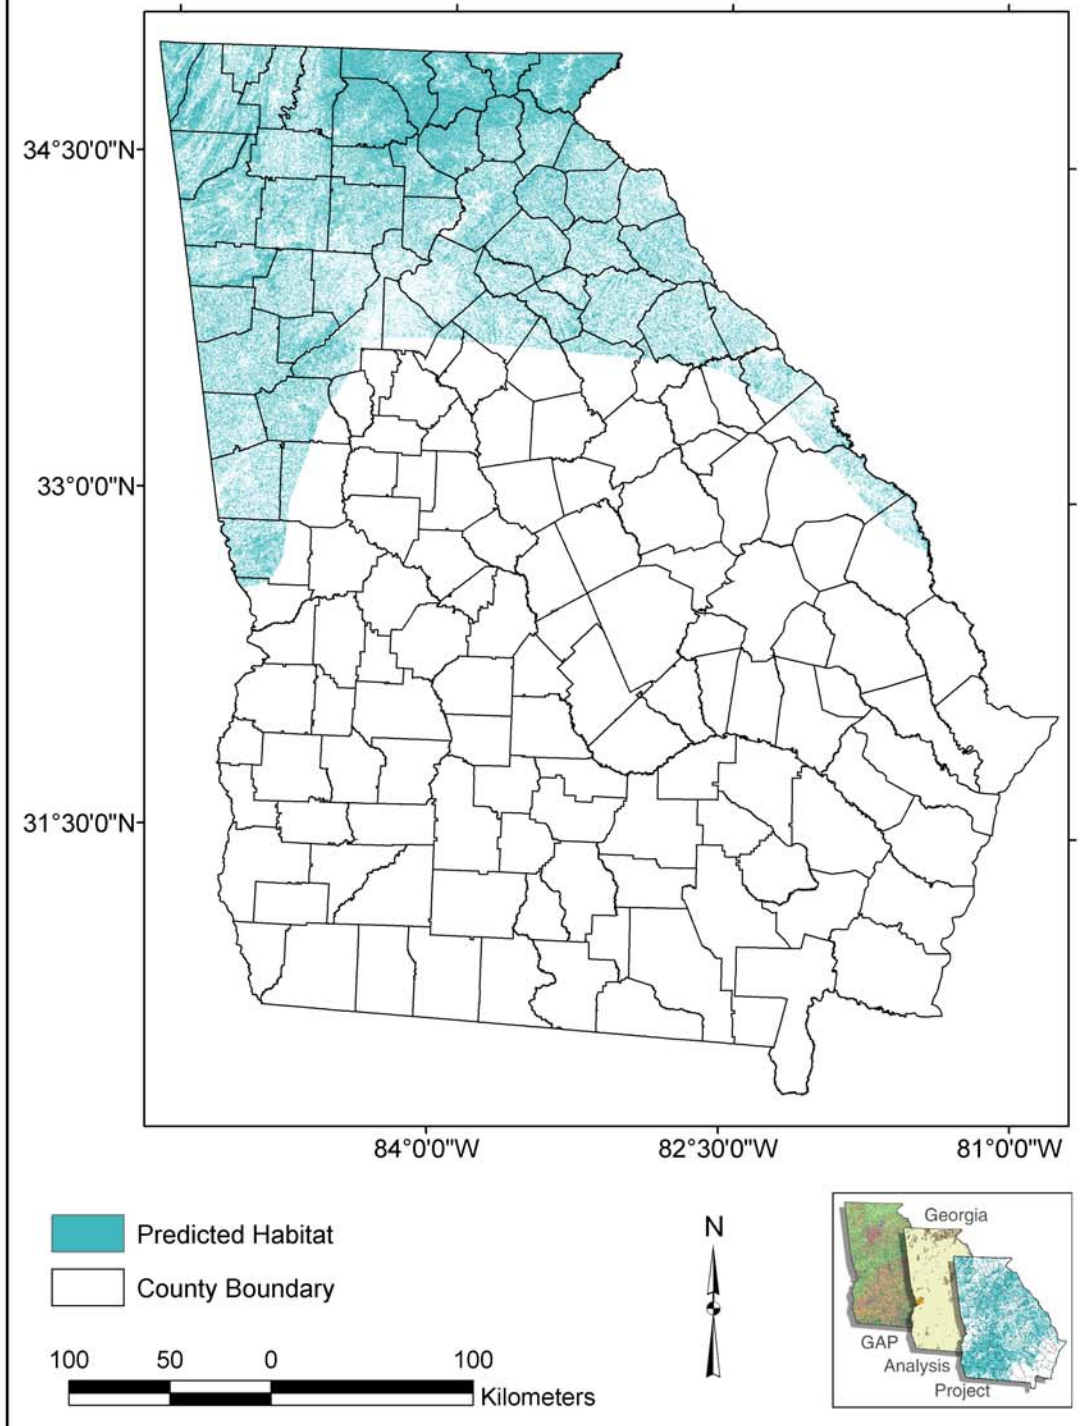 34°30'0"N
33°0'0"N
31°30'0"N
84°0'0"W 82°30'0"W 81°0'0"W
Predicted Habitat
County Boundary
100 50 0 100
Kilometers
N
Georgia
GAP
Analysis
Project